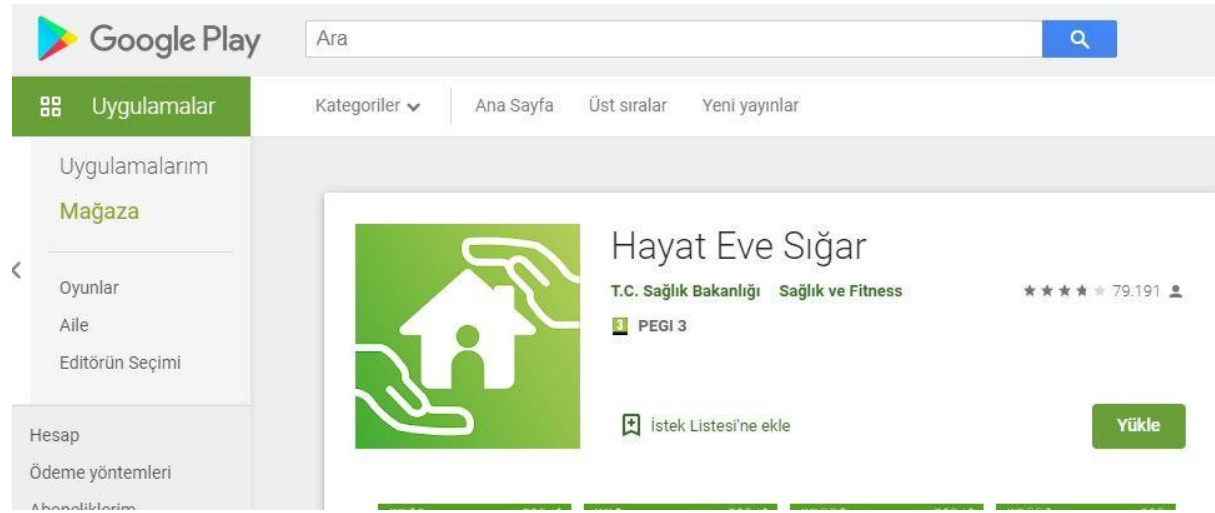 Google Play
Ara
Uygulamalar
Kategoriler
Ana Sayfa
Üst sıralar
Yeni yayınlar
Uygulamalarım
Mağaza
Oyunlar
Aile
Editörün Seçimi
Hesap
Ödeme yöntemleri
Aboneliklerim
Hayat Eve Sığar
T.C. Sağlık Bakanlığı Sağlık ve Fitness
79.191
3 PEGI 3
İstek Listesi'ne ekle
Yükle